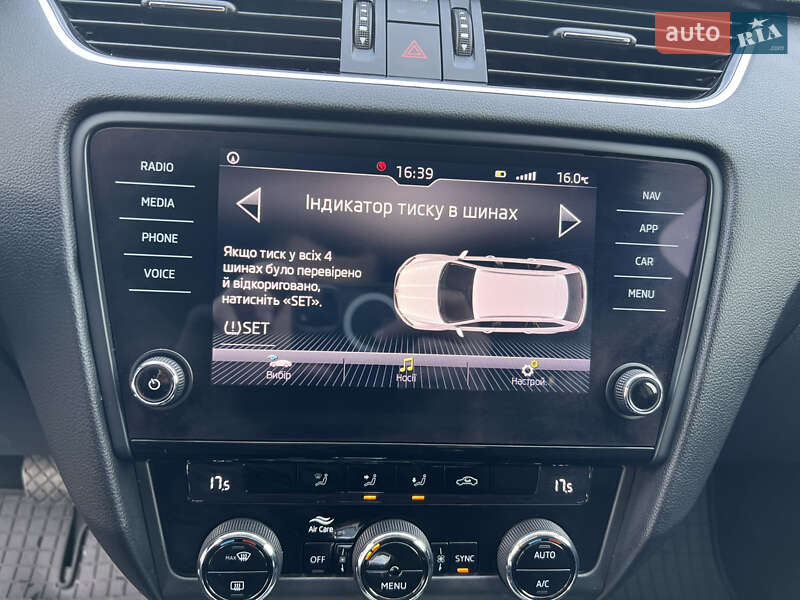 auto RIA
.com
RADIO
MEDIA
PHONE
VOICE
16:39
16.0℃
Індикатор тиску в шинах
Якщо тиск у всіх 4
шинах було перевірено
й відкориговано,
натисніть «SET».
(!)SET
Вибір
Носії
Настрой.
NAV
APP
CAR
MENU
17.5
17.5
Air Care
MAX
OFF
MENU
SYNC
AUTO
A/C